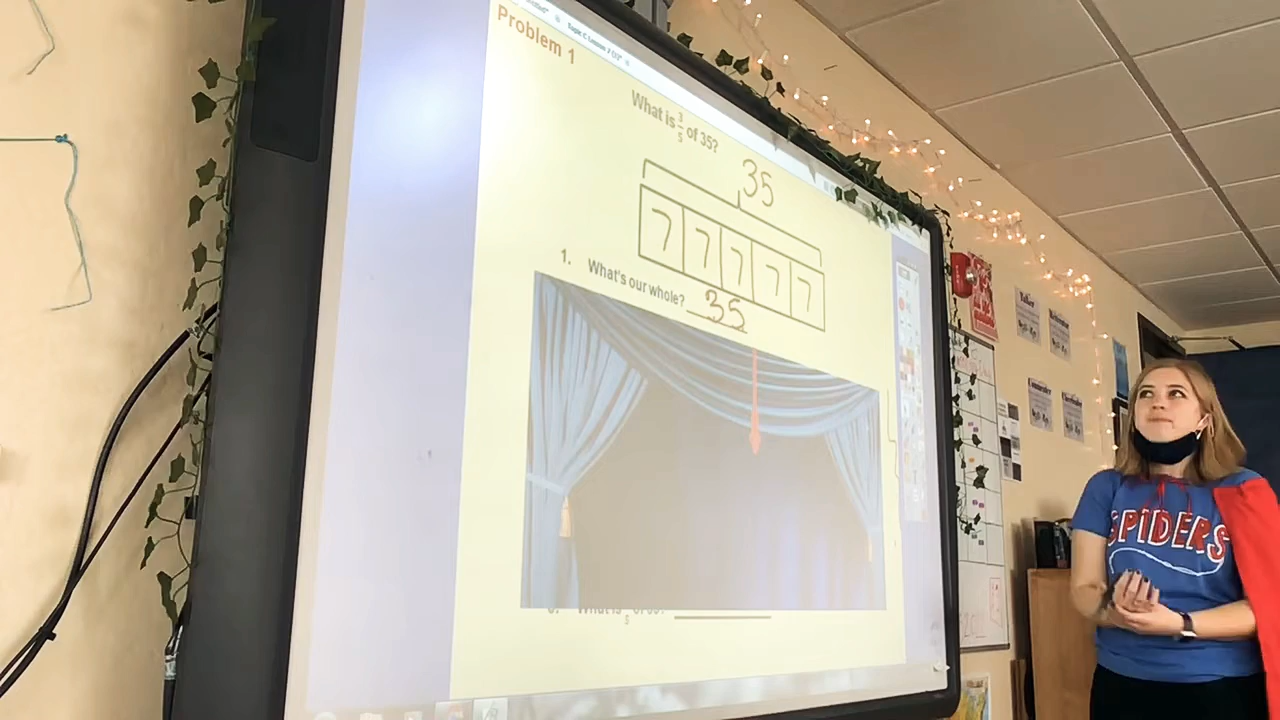 Problem 1
What is 3/5 of 35?
35
7 7 7 7 7
1. What's our whole? 35
5
SPIDERS